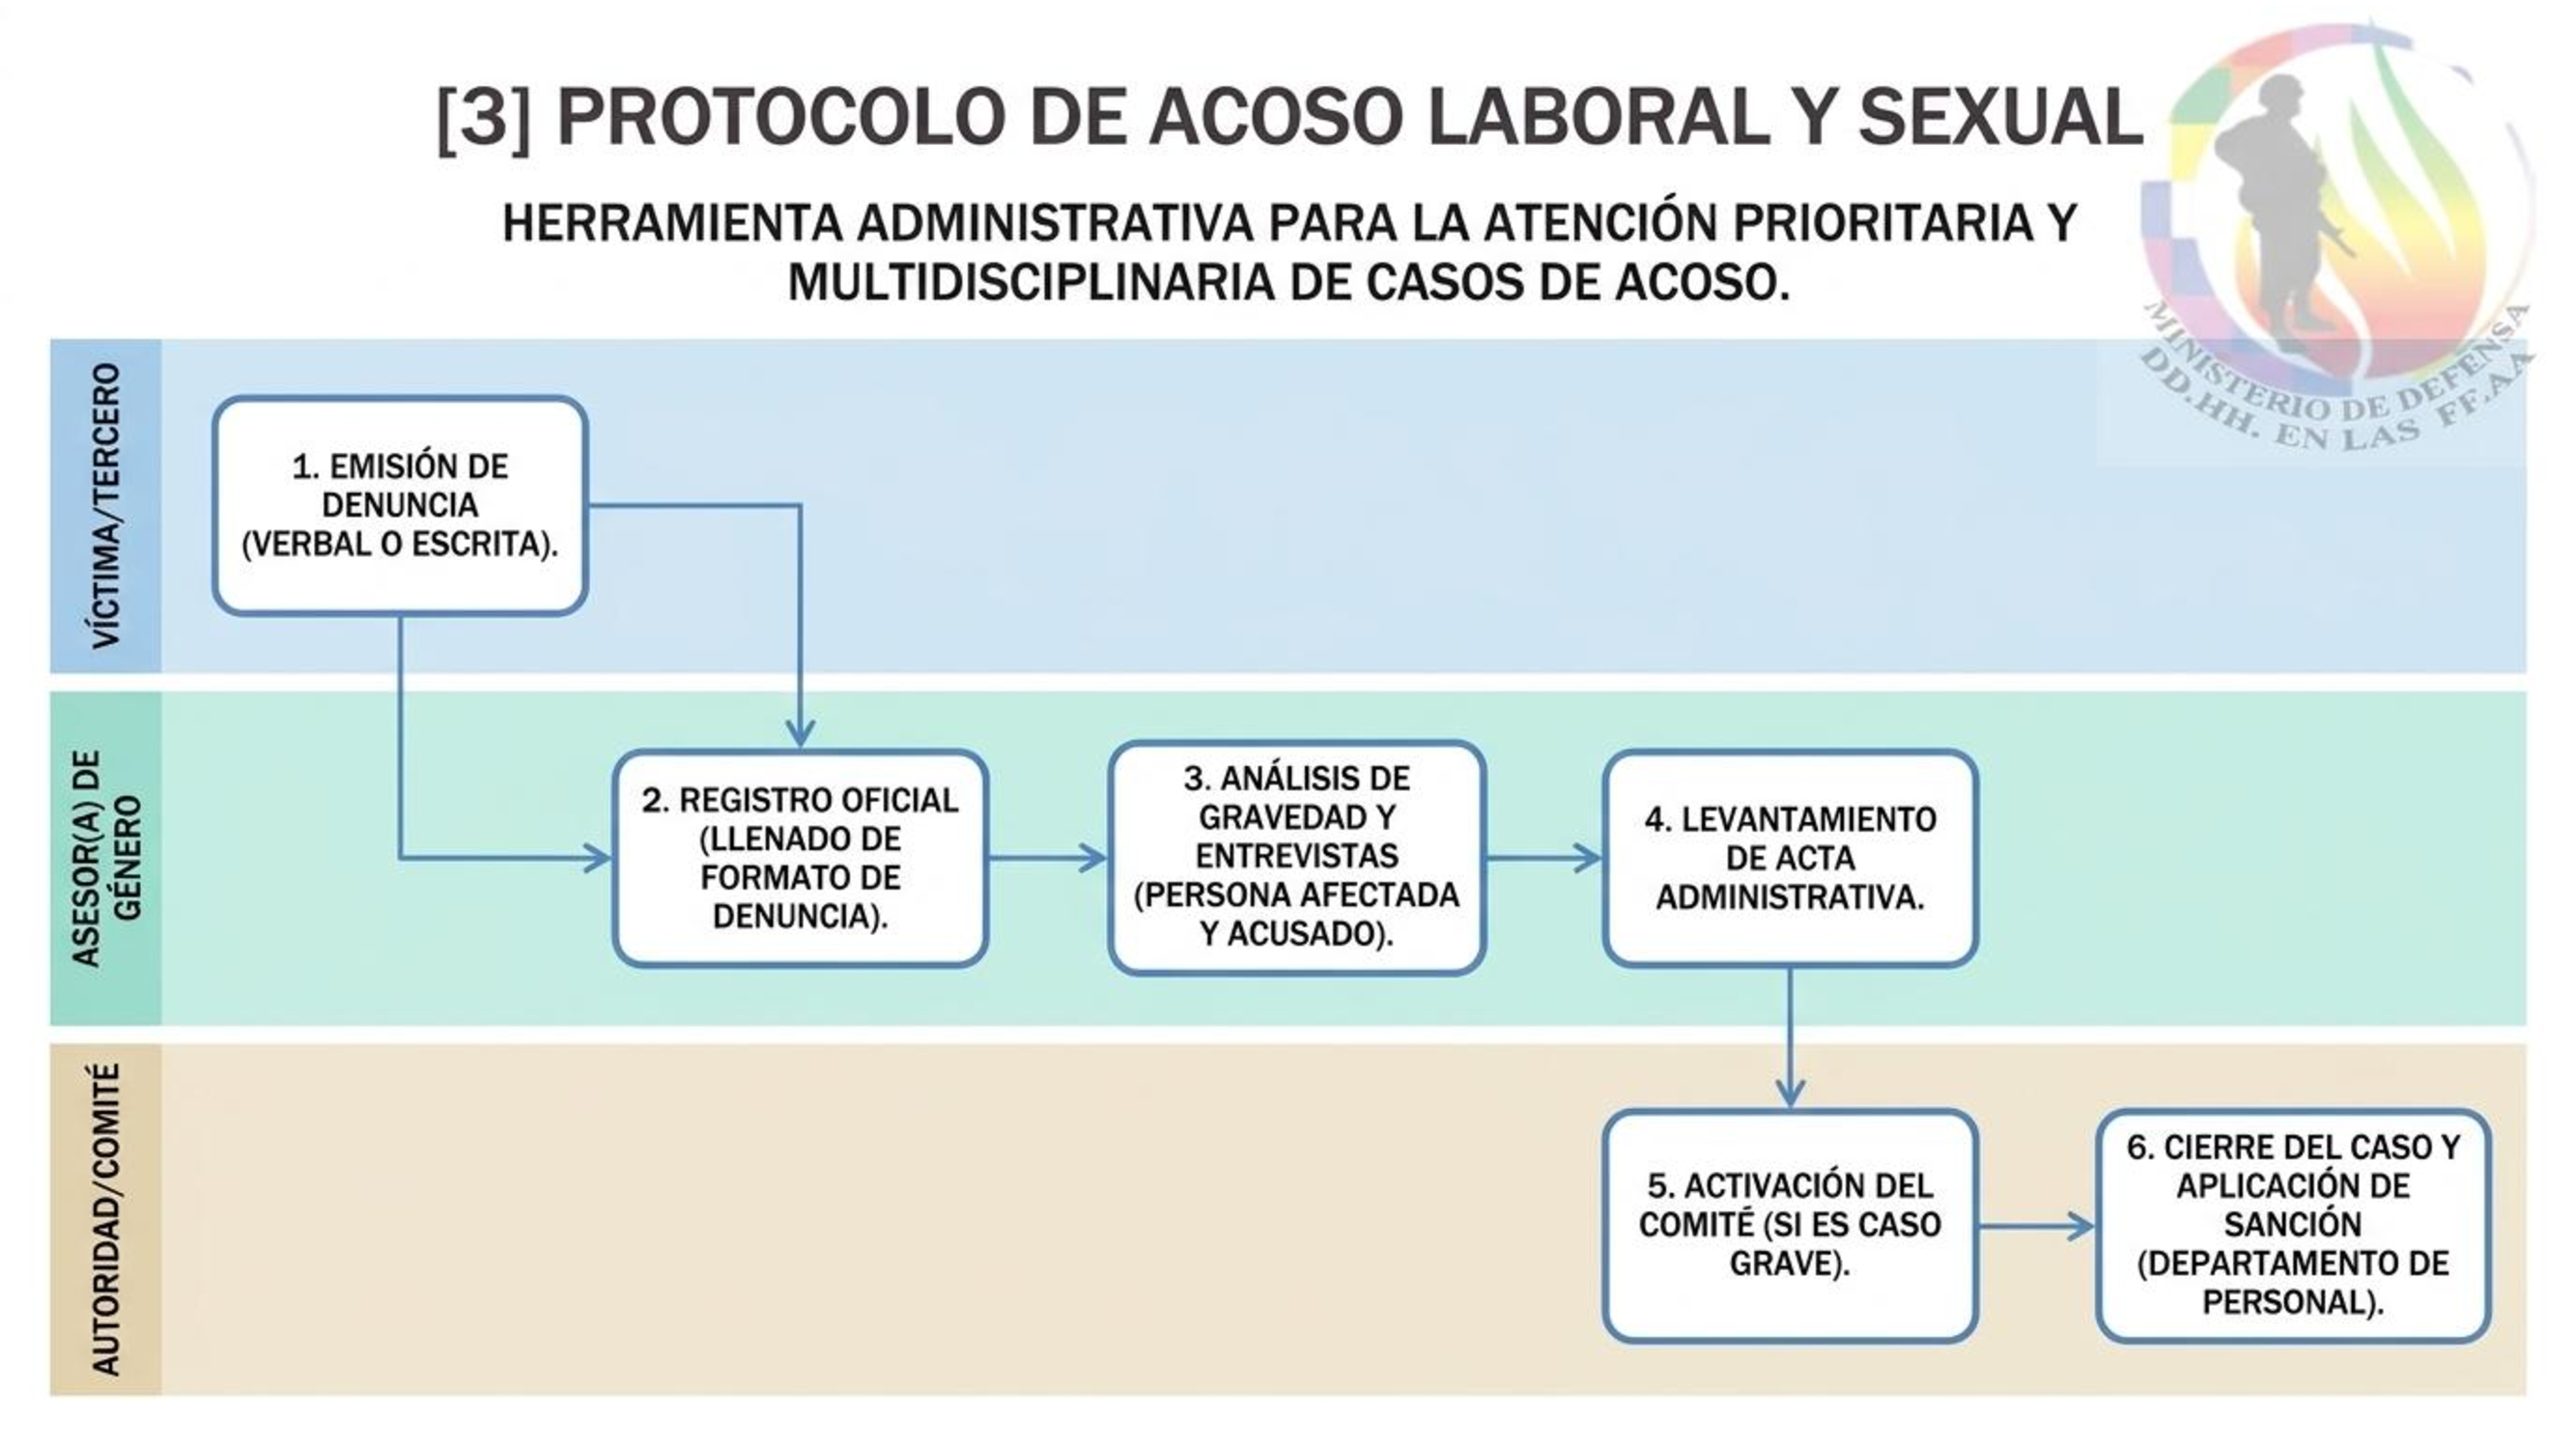 [3] PROTOCOLO DE ACOSO LABORAL Y SEXUAL
HERRAMIENTA ADMINISTRATIVA PARA LA ATENCIÓN PRIORITARIA Y
MULTIDISCIPLINARIA DE CASOS DE ACOSO.
MINISTERIO DE DEFENSA
DD.HH. EN LAS FF.AA
VÍCTIMA/TERCERO
1. EMISIÓN DE
DENUNCIA
(VERBAL O ESCRITA).
ASESOR(A) DE
GÉNERO
2. REGISTRO OFICIAL
(LLENADO DE
FORMATO DE
DENUNCIA).
3. ANÁLISIS DE
GRAVEDAD Y
ENTREVISTAS
(PERSONA AFECTADA
Y ACUSADO).
4. LEVANTAMIENTO
DE ACTA
ADMINISTRATIVA.
AUTORIDAD/COMITÉ
5. ACTIVACIÓN DEL
COMITÉ (SI ES CASO
GRAVE).
6. CIERRE DEL CASO Y
APLICACIÓN DE
SANCIÓN
(DEPARTAMENTO DE
PERSONAL).